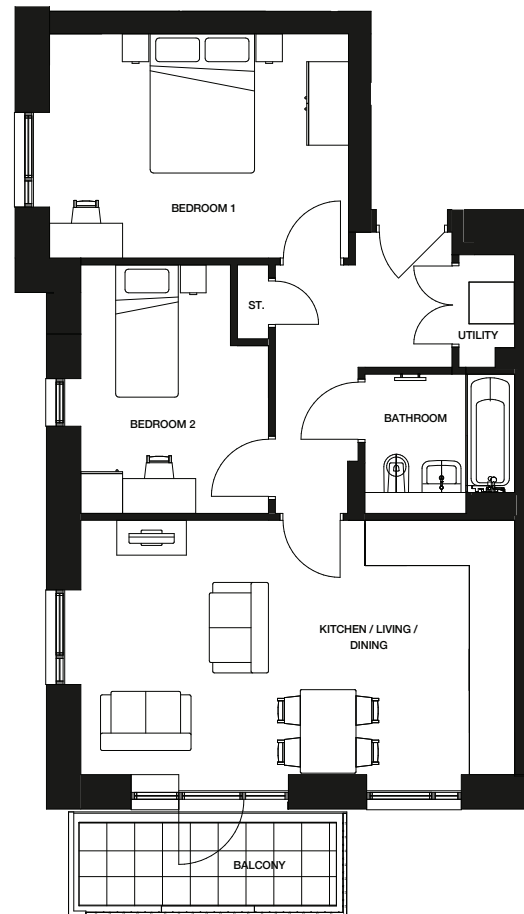 BEDROOM 1
ST.
UTILITY
BATHROOM
BEDROOM 2
KITCHEN / LIVING /
DINING
BALCONY